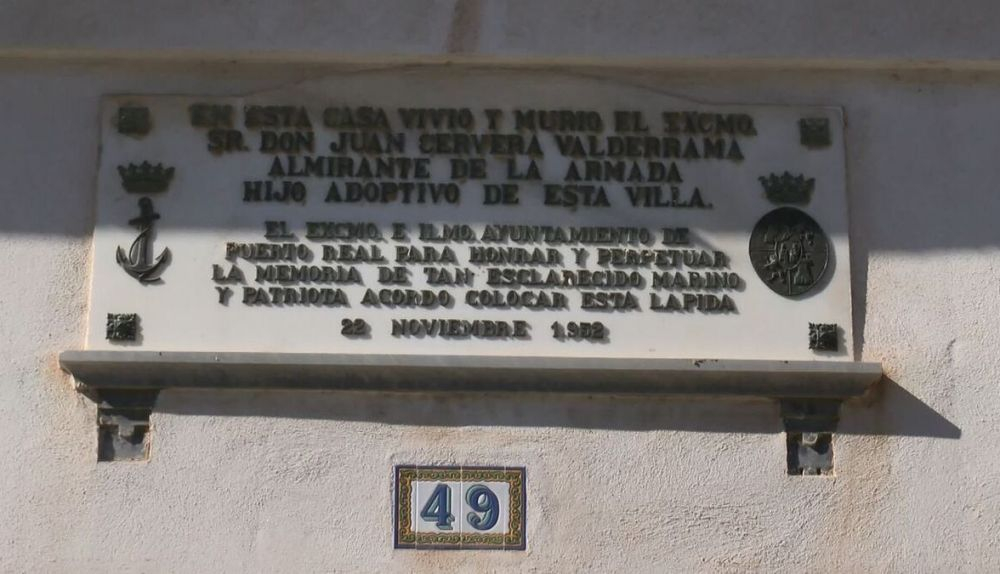 EN ESTA CASA VIVIO Y MURIO EL EXCMO.
SR. DON JUAN CERVERA VALDERRAMA
ALMIRANTE DE LA ARMADA
HIJO ADOPTIVO DE ESTA VILLA.
EL EXCMO. E ILMO. AYUNTAMIENTO DE
PUERTO REAL PARA HONRAR Y PERPETUAR
LA MEMORIA DE TAN ESCLARECIDO MARINO
Y PATRIOTA ACORDO COLOCAR ESTA LAPIDA
22 NOVIEMBRE 1952
49